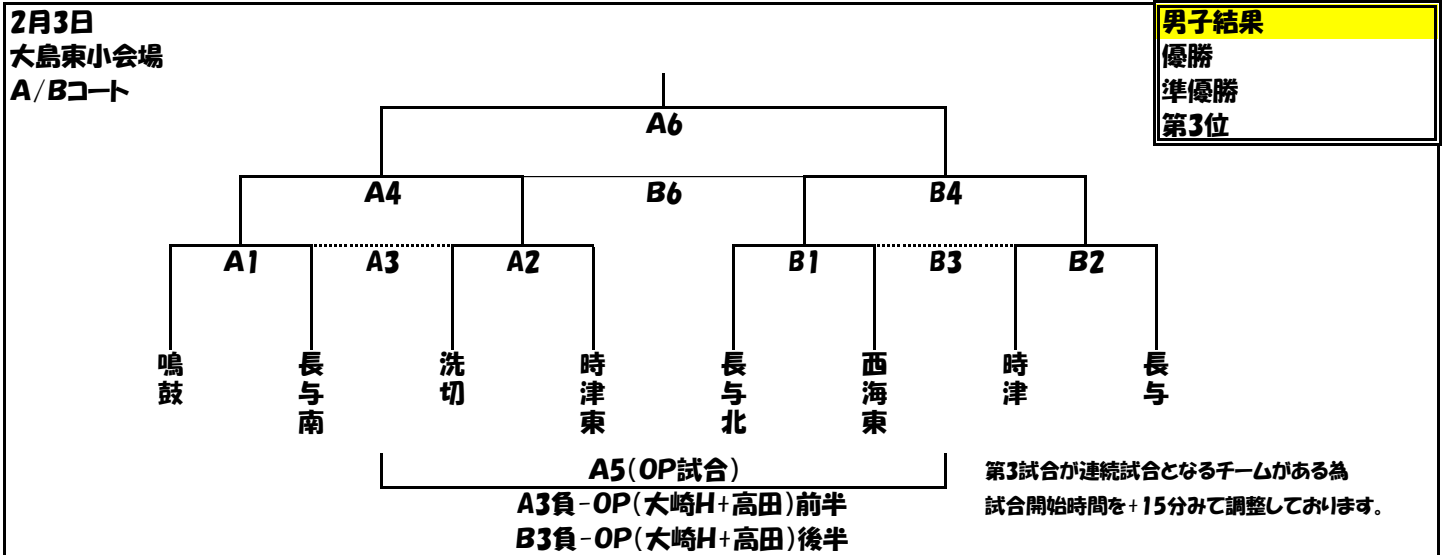 2月3日
大島東小会場
A/Bコート
男子結果
優勝
準優勝
第3位
A6
A4
B6
B4
A1
A3
A2
B1
B3
B2
鳴鼓
長与南
洗切
時津東
長与北
西海東
時津
長与
A5(OP試合)
A3負-OP(大崎H+高田)前半
B3負-OP(大崎H+高田)後半
第3試合が連続試合となるチームがある為
試合開始時間を+15分みて調整しております。